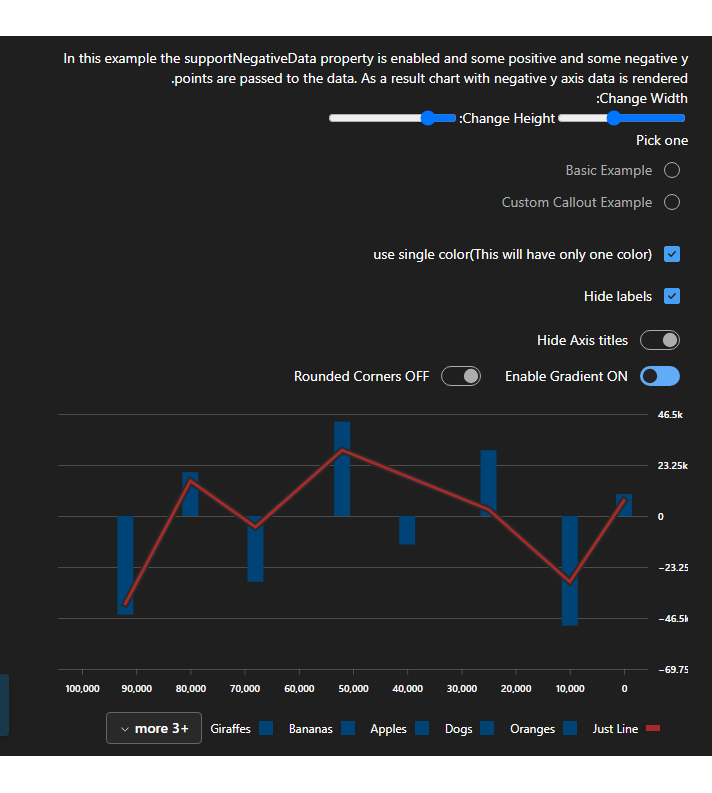 In this example the supportNegativeData property is enabled and some positive and some negative y
.points are passed to the data. As a result chart with negative y axis data is rendered
:Change Width
:Change Height
Pick one
Basic Example
Custom Callout Example
use single color(This will have only one color)
Hide labels
Hide Axis titles
Rounded Corners OFF Enable Gradient ON
46.5k
23.25k
0
−23.25
−46.5k
−69.75
100,000 90,000 80,000 70,000 60,000 50,000 40,000 30,000 20,000 10,000 0
more 3+ Giraffes Bananas Apples Dogs Oranges Just Line